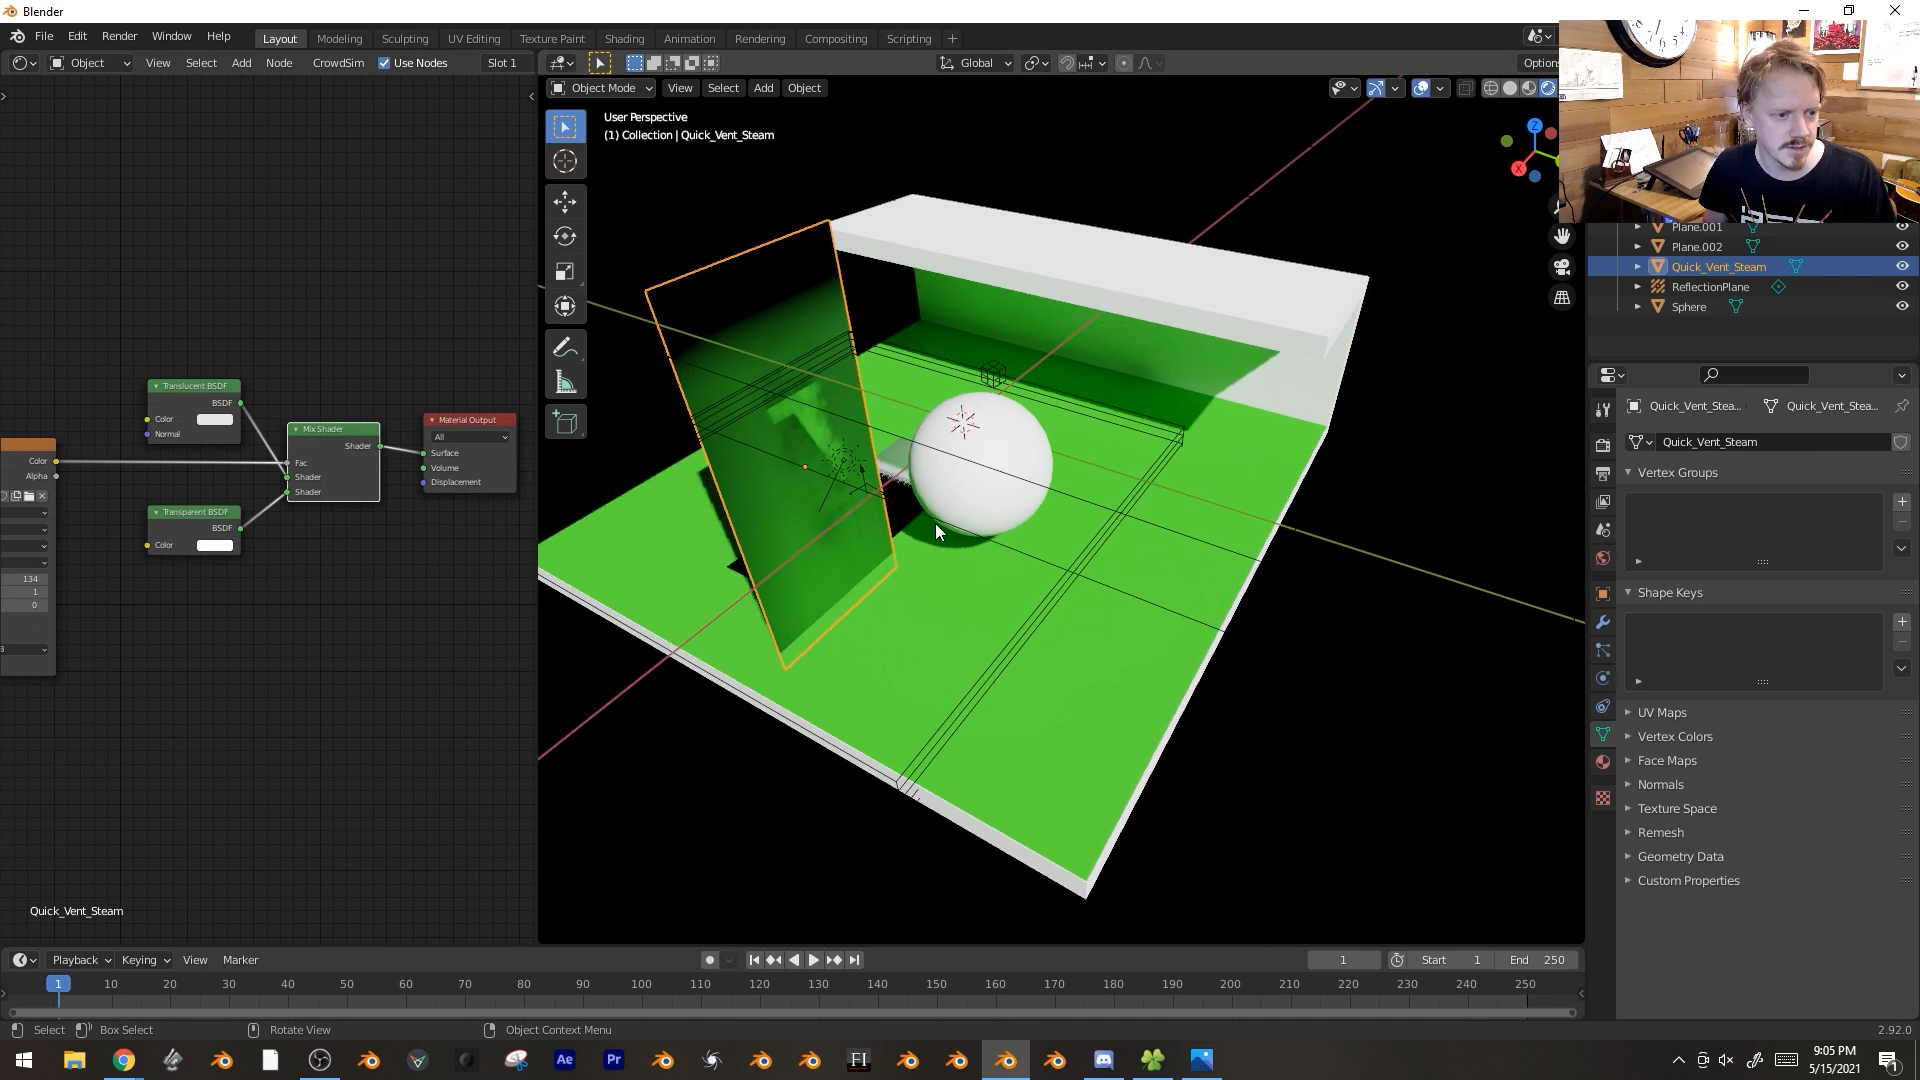 Blender
File Edit Render Window Help Layout Modeling Sculpting UV Editing Texture Paint Shading Animation Rendering Compositing Scripting
Object View Select Add Node CrowdSim Use Nodes Slot 1
Global Options
Object Mode View Select Add Object
User Perspective
(1) Collection | Quick_Vent_Steam
Z
X
Plane.001
Plane.002
Quick_Vent_Steam
ReflectionPlane
Sphere
Quick_Vent_Stea... Quick_Vent_Stea...
Quick_Vent_Steam
Vertex Groups
Shape Keys
UV Maps
Vertex Colors
Face Maps
Normals
Texture Space
Remesh
Geometry Data
Custom Properties
Translucent BSDF
BSDF
Color
Normal
Mix Shader
Shader
Fac
Shader
Shader
Material Output
All
Surface
Volume
Displacement
Color
Alpha
Transparent BSDF
BSDF
Color
134
1
0
Quick_Vent_Steam
Playback Keying View Marker 1 Start 1 End 250
1 10 20 30 40 50 60 70 80 90 100 110 120 130 140 150 160 170 180 190 200 210 220 230 240 250
Select Box Select Rotate View Object Context Menu 2.92.0
Ae Pr FI
9:05 PM
5/15/2021
1